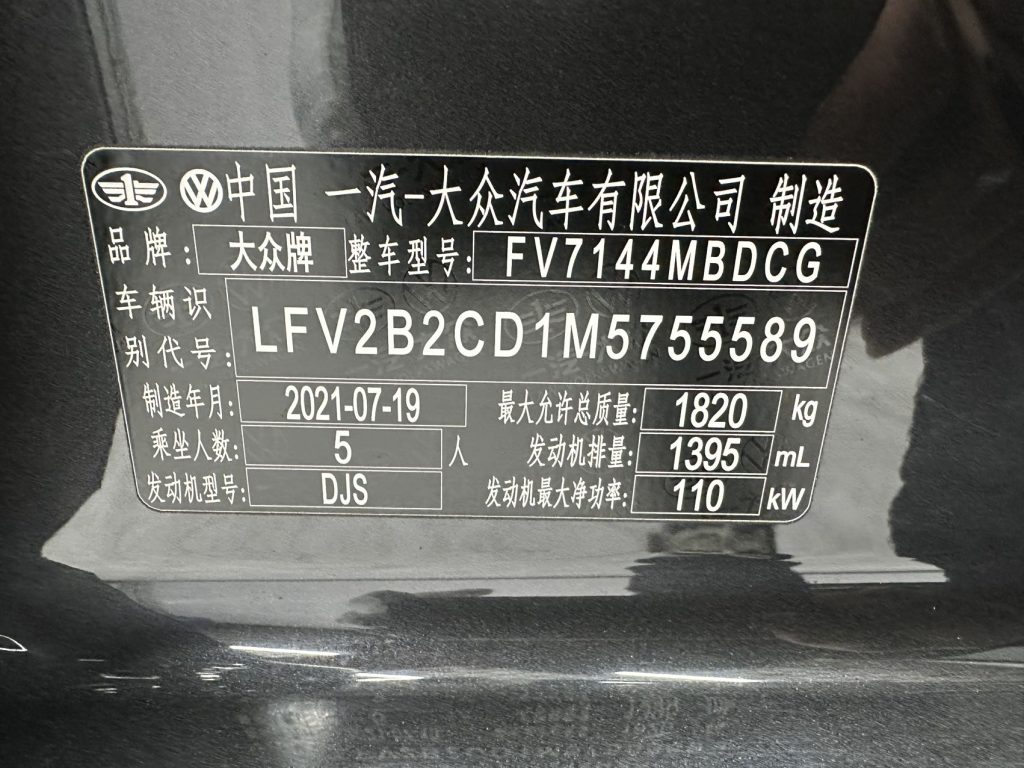 中国 一汽-大众汽车有限公司 制造
品牌: 大众牌 整车型号: FV7144MBDCG
车辆识别代号: LFV2B2CD1M5755589
制造年月: 2021-07-19 最大允许总质量: 1820 kg
乘坐人数: 5 人 发动机排量: 1395 mL
发动机型号: DJS 发动机最大净功率: 110 kW